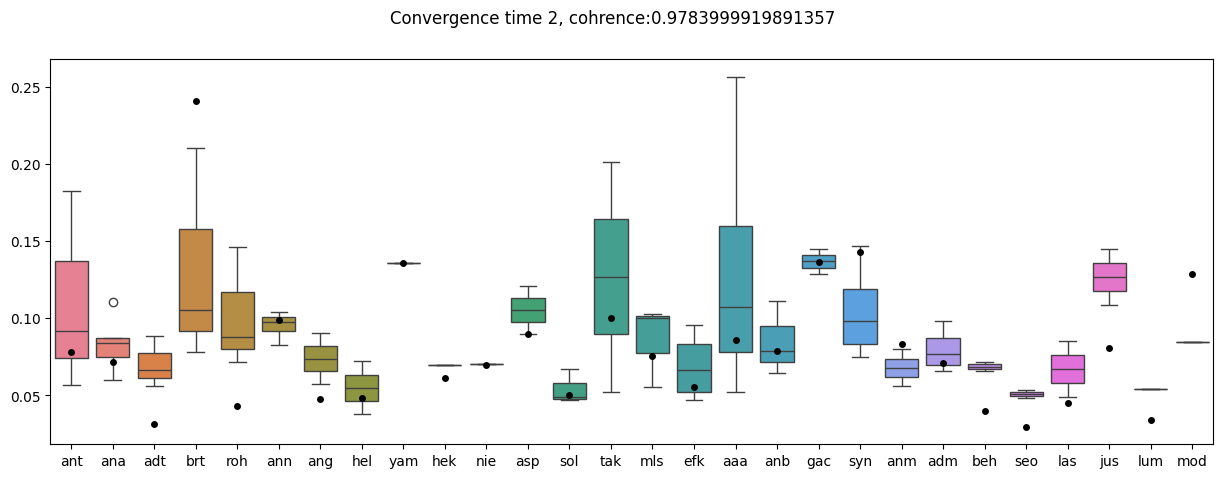 Convergence time 2, cohrence:0.9783999919891357
0.25
0.20
0.15
0.10
0.05
ant ana adt brt roh ann ang hel yam hek nie asp sol tak mls efk aaa anb gac syn anm adm beh seo las jus lum mod